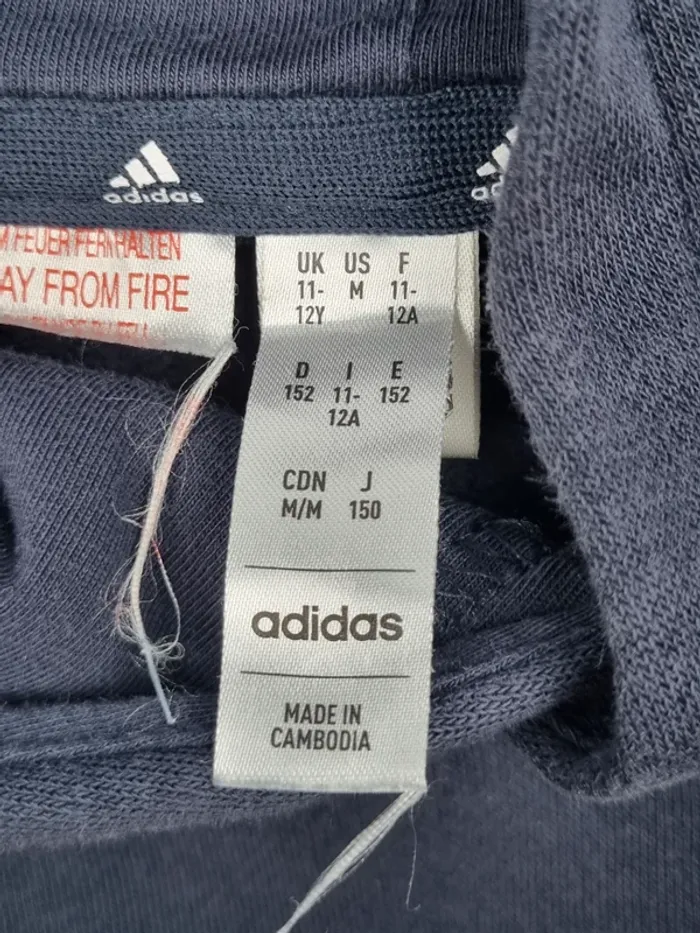 adidas
adidas
FEUER FERNHALTEN
AY FROM FIRE
UK US F
11- M 11-
12Y 12A
D I E
152 11- 152
12A
CDN J
M/M 150
adidas
MADE IN
CAMBODIA